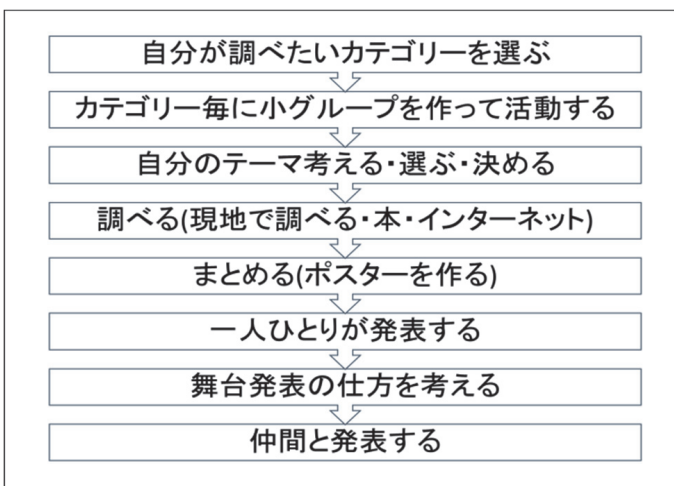 自分が調べたいカテゴリーを選ぶ
カテゴリー毎に小グループを作って活動する
自分のテーマ考える・選ぶ・決める
調べる(現地で調べる・本・インターネット)
まとめる(ポスターを作る)
一人ひとりが発表する
舞台発表の仕方を考える
仲間と発表する